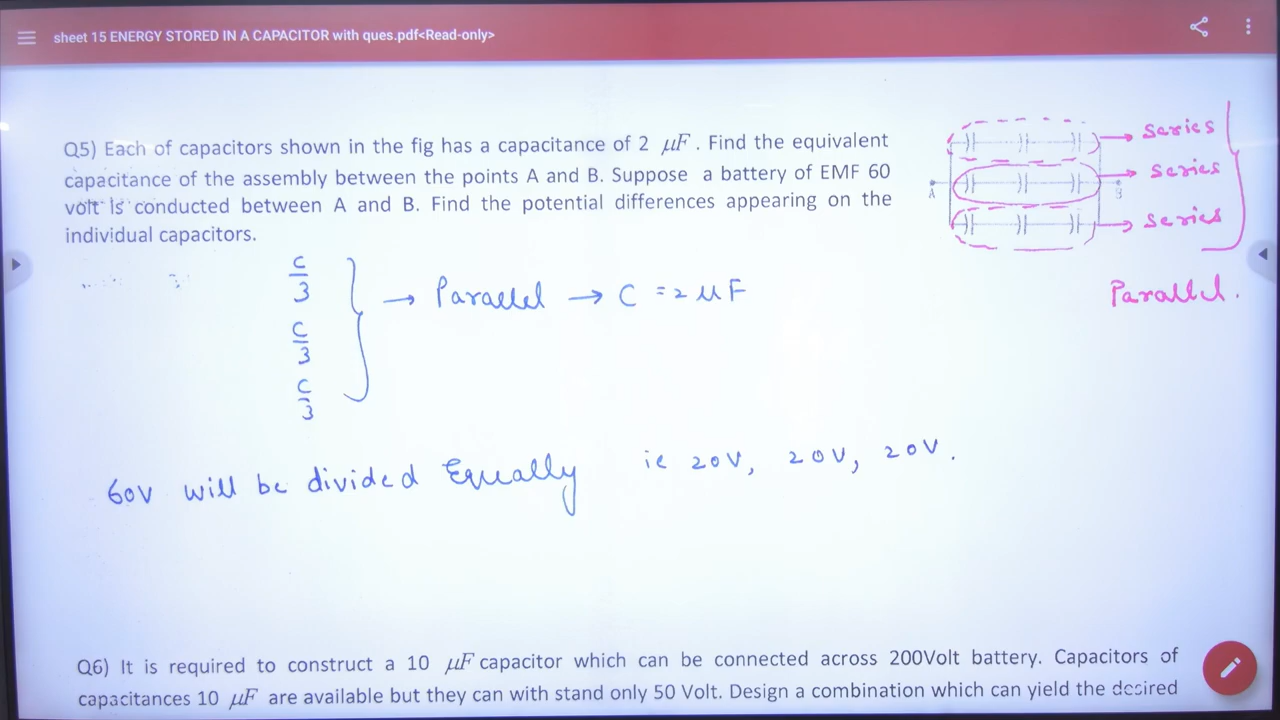 sheet 15 ENERGY STORED IN A CAPACITOR with ques.pdf<Read-only>
Q5) Each of capacitors shown in the fig has a capacitance of 2 μF . Find the equivalent
capacitance of the assembly between the points A and B. Suppose a battery of EMF 60
volt is conducted between A and B. Find the potential differences appearing on the
individual capacitors.
series
series
series
A
B
Parallel.
C/3
C/3
C/3
→ Parallel → C = 2 μF
60V will be divided Equally ie 20V, 20V, 20V.
Q6) It is required to construct a 10 μF capacitor which can be connected across 200Volt battery. Capacitors of
capacitances 10 μF are available but they can with stand only 50 Volt. Design a combination which can yield the desired